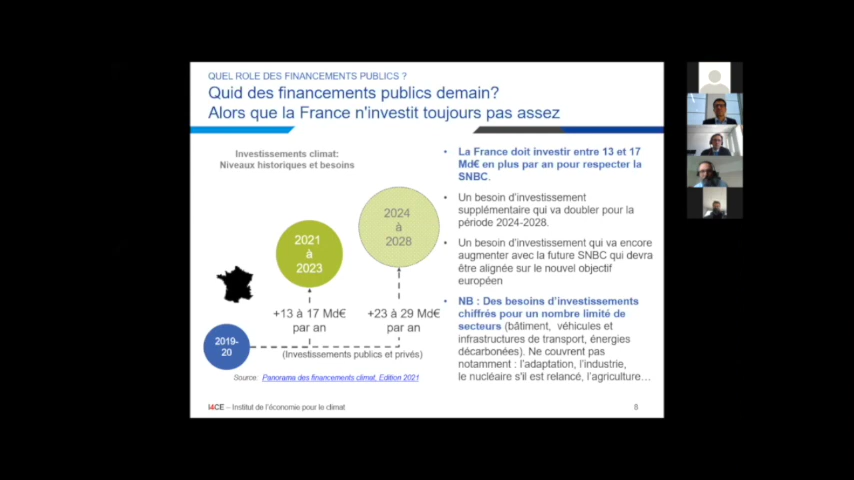 QUEL ROLE DES FINANCEMENTS PUBLICS ?
Quid des financements publics demain?
Alors que la France n'investit toujours pas assez
Investissements climat:
Niveaux historiques et besoins
2024
à
2028
2021
à
2023
+13 à 17 Md€
par an
+23 à 29 Md€
par an
2019-
20
(Investissements publics et privés)
Source. Panorama des financements climat, Edition 2021
• La France doit investir entre 13 et 17
Md€ en plus par an pour respecter la
SNBC.
• Un besoin d'investissement
supplémentaire qui va doubler pour la
période 2024-2028.
• Un besoin d'investissement qui va encore
augmenter avec la future SNBC qui devra
être alignée sur le nouvel objectif
européen
• NB : Des besoins d'investissements
chiffrés pour un nombre limité de
secteurs (bâtiment, véhicules et
infrastructures de transport, énergies
décarbonées). Ne couvrent pas
notamment : l'adaptation, l'industrie,
le nucléaire s'il est relancé, l'agriculture…
I4CE – Institut de l'économie pour le climat
8